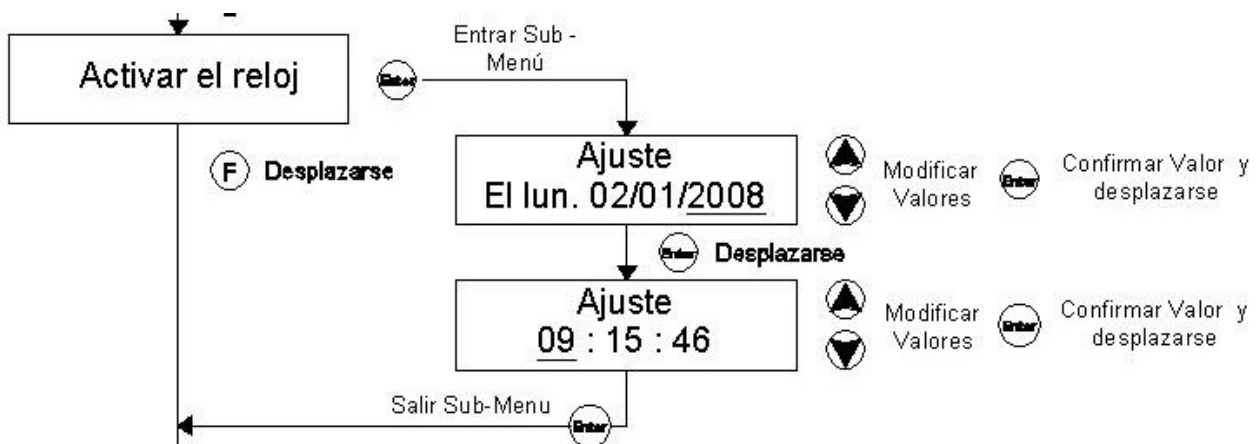 Entrar Sub -
Menú
Activar el reloj
Enter
F Desplazarse
Ajuste
El lun. 02/01/2008
Modificar
Valores
Enter
Confirmar Valor y
desplazarse
Enter Desplazarse
Ajuste
09 : 15 : 46
Modificar
Valores
Enter
Confirmar Valor y
desplazarse
Salir Sub-Menu
Enter